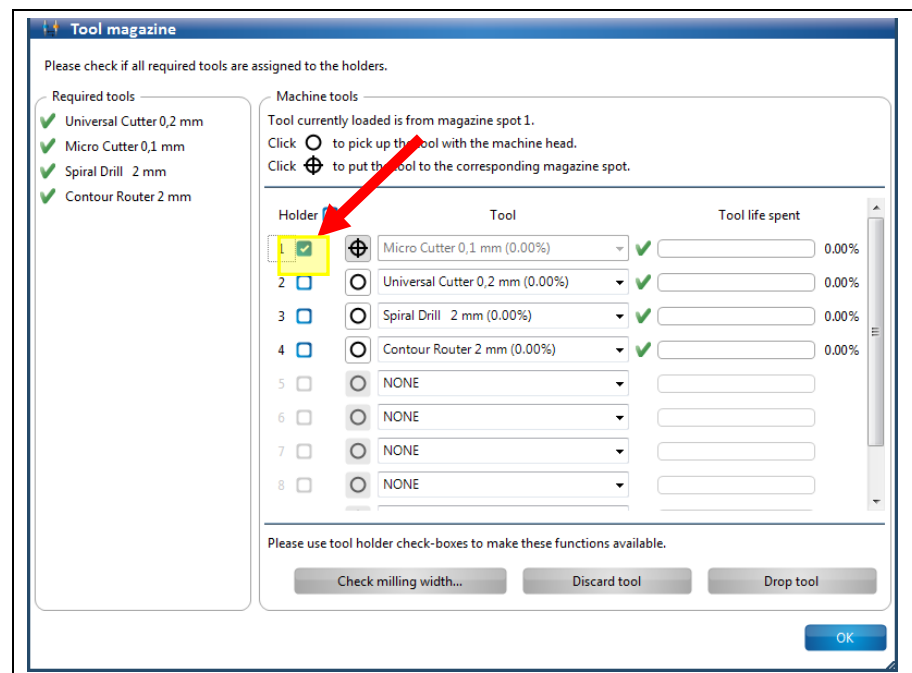 Tool magazine
Please check if all required tools are assigned to the holders.
Required tools
Universal Cutter 0,2 mm
Micro Cutter 0,1 mm
Spiral Drill 2 mm
Contour Router 2 mm
Machine tools
Tool currently loaded is from magazine spot 1.
Click to pick up the tool with the machine head.
Click to put the tool to the corresponding magazine spot.
Holder Tool Tool life spent
1 Micro Cutter 0,1 mm (0.00%) 0.00%
2 Universal Cutter 0,2 mm (0.00%) 0.00%
3 Spiral Drill 2 mm (0.00%) 0.00%
4 Contour Router 2 mm (0.00%) 0.00%
5 NONE
6 NONE
7 NONE
8 NONE
Please use tool holder check-boxes to make these functions available.
Check milling width... Discard tool Drop tool
OK